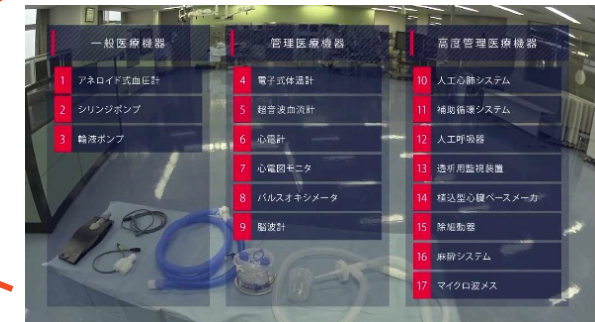 一般医療機器
1 アネロイド式血圧計
2 シリンジポンプ
3 輸液ポンプ
管理医療機器
4 電子式体温計
5 超音波血流計
6 心電計
7 心電図モニタ
8 パルスオキシメータ
9 脳波計
高度管理医療機器
10 人工心肺システム
11 補助循環システム
12 人工呼吸器
13 透析用監視装置
14 植込型心臓ペースメーカ
15 除細動器
16 麻酔システム
17 マイクロ波メス